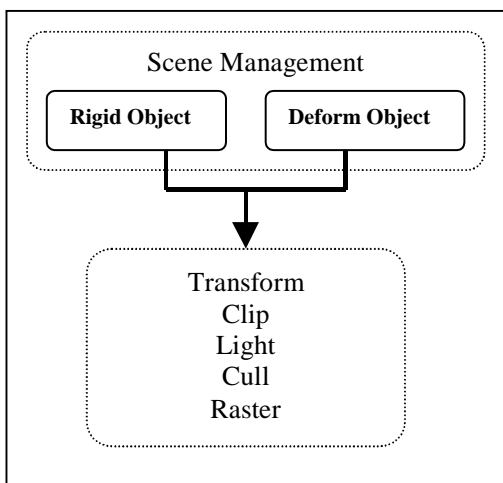 Scene Management
Rigid Object
Deform Object
Transform
Clip
Light
Cull
Raster